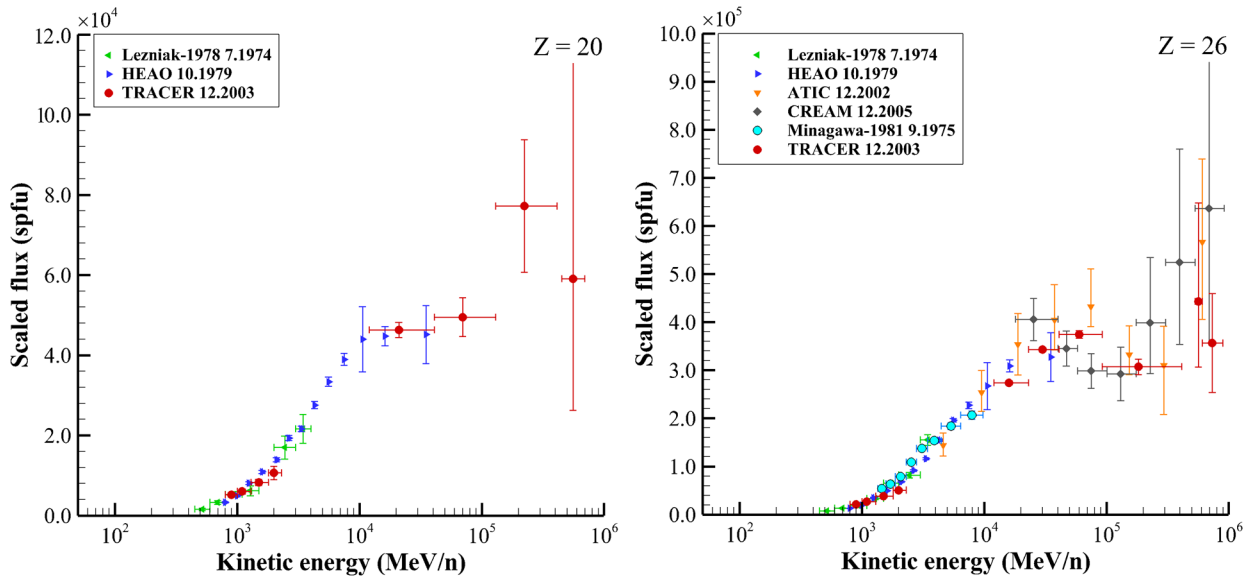 ×10⁴
12.0
10.0
8.0
6.0
4.0
2.0
0.0
Scaled flux (spfu)
Z = 20
Lezniak-1978 7.1974
HEAO 10.1979
TRACER 12.2003
10² 10³ 10⁴ 10⁵ 10⁶
Kinetic energy (MeV/n)
×10⁵
10.0
9.0
8.0
7.0
6.0
5.0
4.0
3.0
2.0
1.0
0.0
Scaled flux (spfu)
Z = 26
Lezniak-1978 7.1974
HEAO 10.1979
ATIC 12.2002
CREAM 12.2005
Minagawa-1981 9.1975
TRACER 12.2003
10² 10³ 10⁴ 10⁵ 10⁶
Kinetic energy (MeV/n)